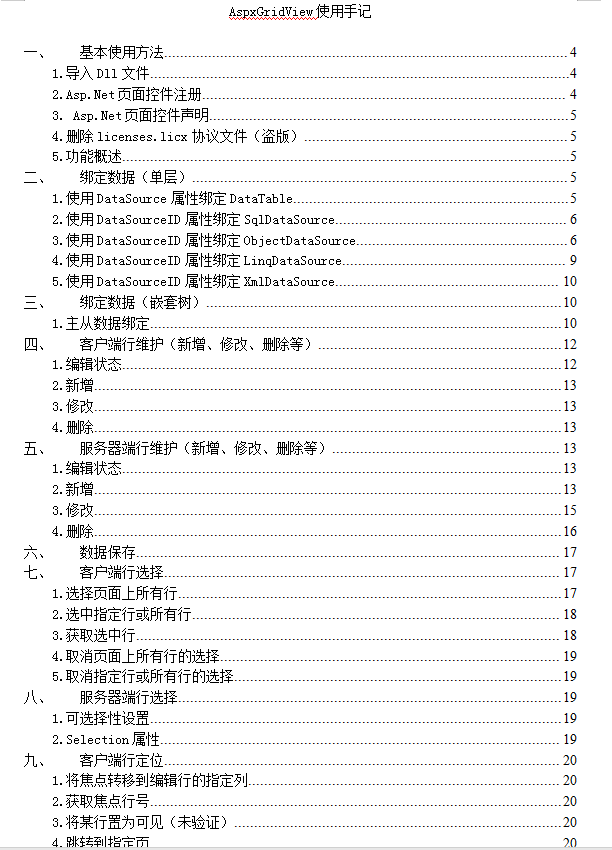 AspxGridView 使用手记
一、 基本使用方法 4
1.导入 Dll 文件 4
2.Asp.Net 页面控件注册 4
3. Asp.Net 页面控件声明 5
4.删除 licenses.licx 协议文件（盗版） 5
5.功能概述 5
二、 绑定数据（单层） 5
1.使用 DataSource 属性绑定 DataTable 5
2.使用 DataSourceID 属性绑定 SqlDataSource 6
3.使用 DataSourceID 属性绑定 ObjectDataSource 6
4.使用 DataSourceID 属性绑定 LinqDataSource 9
5.使用 DataSourceID 属性绑定 XmlDataSource 10
三、 绑定数据（嵌套树） 10
1.主从数据绑定 10
四、 客户端行维护（新增、修改、删除等） 12
1.编辑状态 12
2.新增 13
3.修改 13
4.删除 13
五、 服务器端行维护（新增、修改、删除等） 13
1.编辑状态 13
2.新增 13
3.修改 15
4.删除 16
六、 数据保存 17
七、 客户端行选择 17
1.选择页面上所有行 17
2.选中指定行或所有行 18
3.获取选中行 18
4.取消页面上所有行的选择 19
5.取消指定行或所有行的选择 19
八、 服务器端行选择 19
1.可选择性设置 19
2.Selection 属性 19
九、 客户端行定位 20
1.将焦点转移到编辑行的指定列 20
2.获取焦点行号 20
3.将某行置为可见（未验证） 20
4.跳转到指定页 20